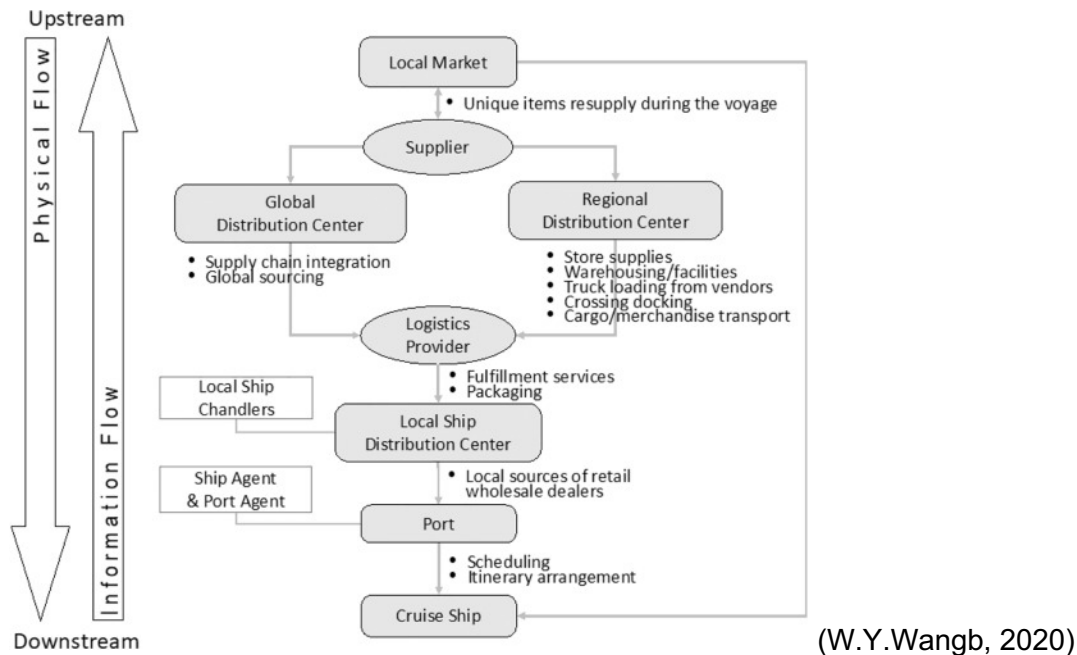 Upstream
Physical Flow
Information Flow
Downstream
Local Market
• Unique items resupply during the voyage
Supplier
Global
Distribution Center
Regional
Distribution Center
• Supply chain integration
• Global sourcing
• Store supplies
• Warehousing/facilities
• Truck loading from vendors
• Crossing docking
• Cargo/merchandise transport
Logistics
Provider
• Fulfillment services
• Packaging
Local Ship
Chandlers
Local Ship
Distribution Center
• Local sources of retail
wholesale dealers
Ship Agent
& Port Agent
Port
• Scheduling
• Itinerary arrangement
Cruise Ship
(W.Y.Wangb, 2020)